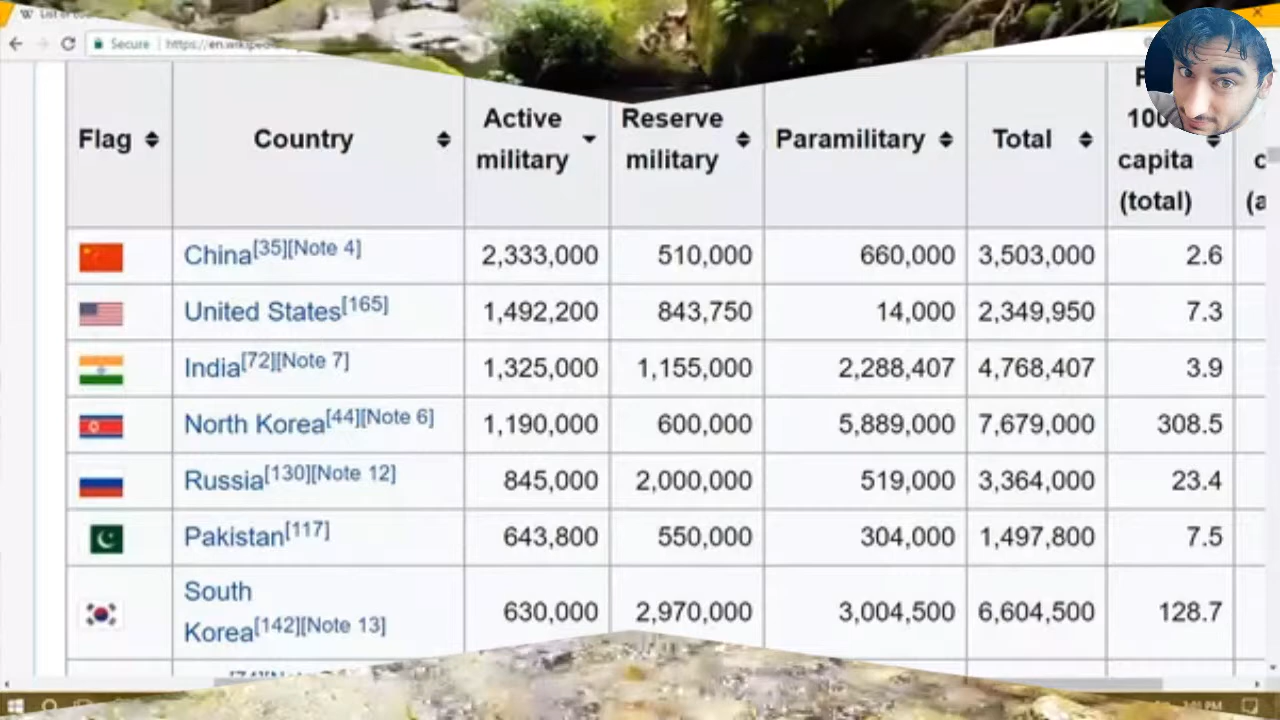 Secure
Flag Country Active military Reserve military Paramilitary Total capita (total)
China[35][Note 4] 2,333,000 510,000 660,000 3,503,000 2.6
United States[165] 1,492,200 843,750 14,000 2,349,950 7.3
India[72][Note 7] 1,325,000 1,155,000 2,288,407 4,768,407 3.9
North Korea[44][Note 6] 1,190,000 600,000 5,889,000 7,679,000 308.5
Russia[130][Note 12] 845,000 2,000,000 519,000 3,364,000 23.4
Pakistan[117] 643,800 550,000 304,000 1,497,800 7.5
South
Korea[142][Note 13] 630,000 2,970,000 3,004,500 6,604,500 128.7